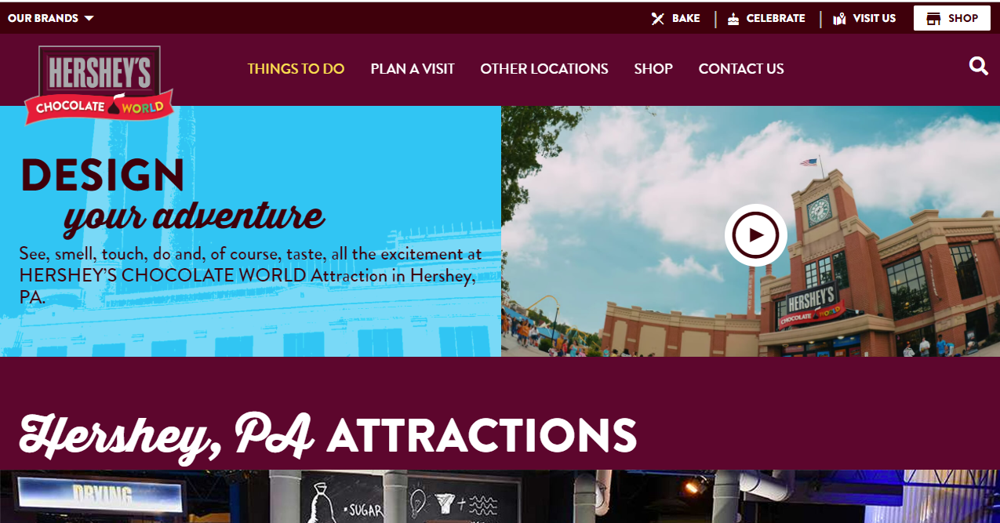 OUR BRANDS
BAKE
CELEBRATE
VISIT US
SHOP
HERSHEY'S
CHOCOLATE WORLD
THINGS TO DO
PLAN A VISIT
OTHER LOCATIONS
SHOP
CONTACT US
DESIGN
your adventure
See, smell, touch, do and, of course, taste, all the excitement at
HERSHEY'S CHOCOLATE WORLD Attraction in Hershey,
PA.
HERSHEY'S
CHOCOLATE WORLD
Hershey, PA ATTRACTIONS
DRYING
• SUGAR
+